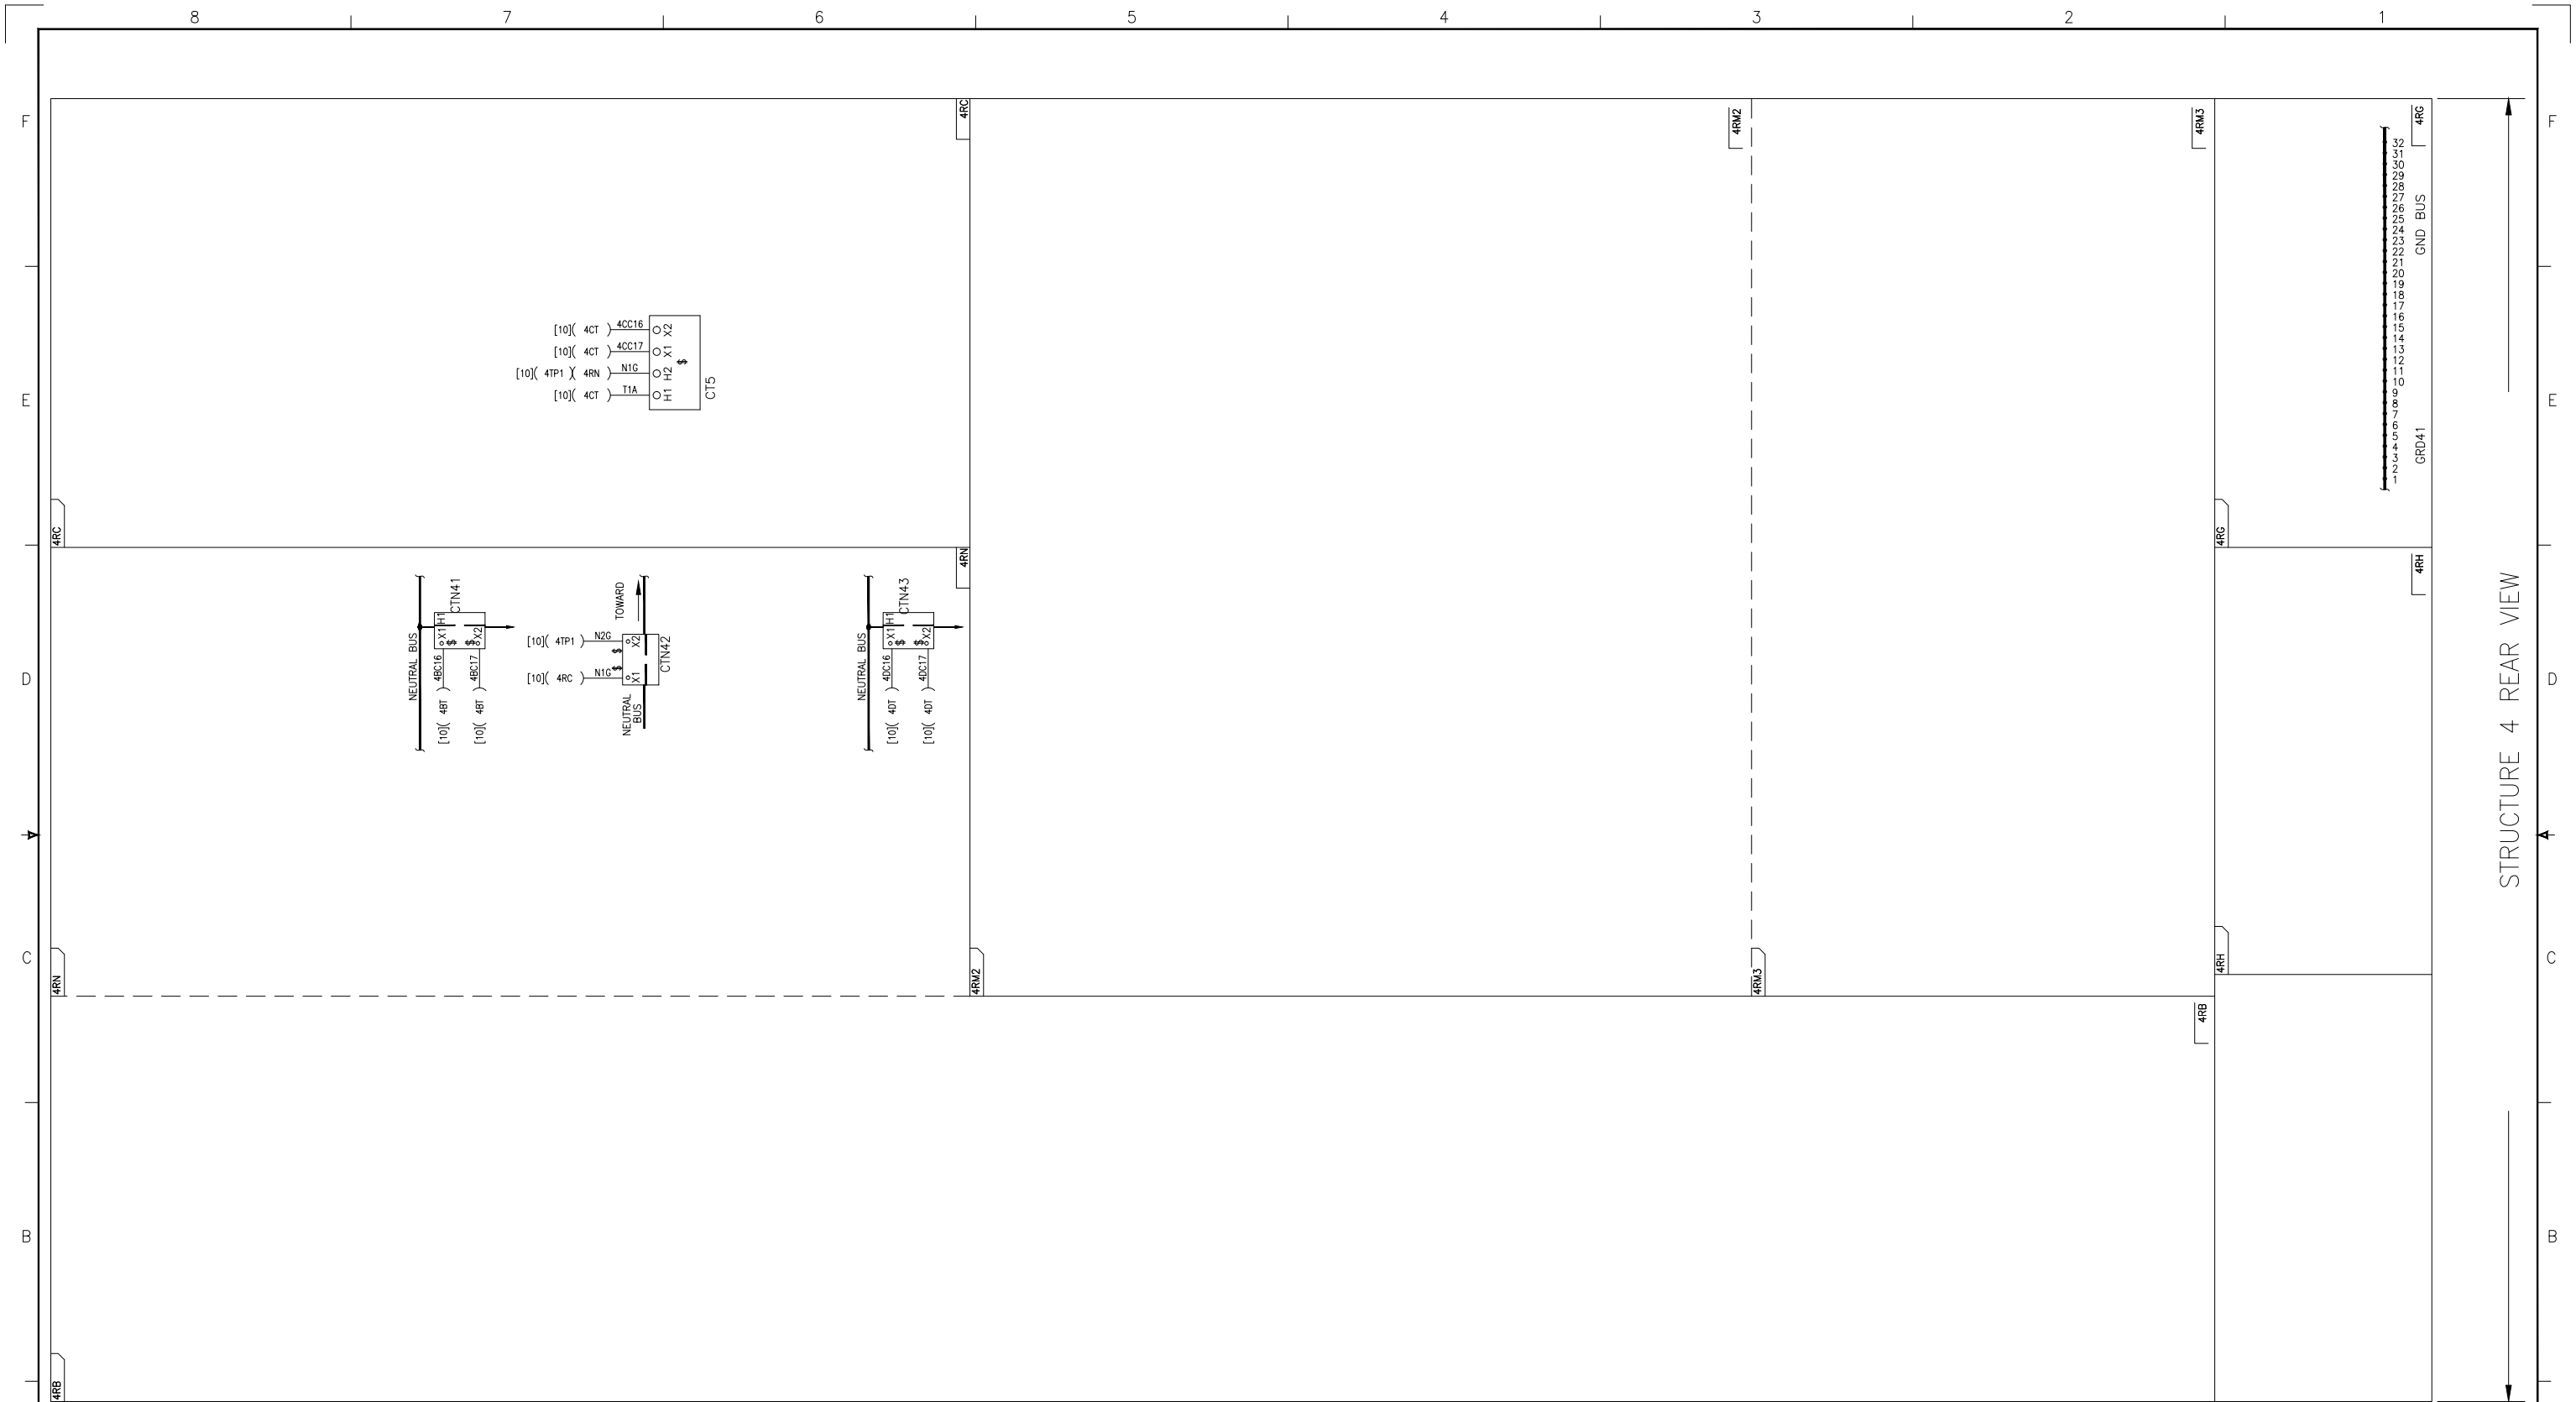 8 7 6 5 4 3 2 1
F
F
4RC
4RM2
4RM3
4RG
32
31
30
29
28
27
26
25
24
23
22
21
20
19
18
17
16
15
14
13
12
11
10
9
8
7
6
5
4
3
2
1
GND BUS
GRD41
[10]( 4CT ) 4CC16 X2
[10]( 4CT ) 4CC17 X1
$
[10]( 4TP1 )( 4RN ) N1G H2
[10]( 4CT ) T1A H1
CT5
E
E
4RC
4RG
4RN
4RH
NEUTRAL BUS
CTN41
H1
X1
$
$
X2
4BC16
4BC17
[10]( 4BT )
[10]( 4BT )
TOWARD
[10]( 4TP1 ) N2G X2
$
$
[10]( 4RC ) N1G X1
CTN42
NEUTRAL
BUS
NEUTRAL BUS
CTN43
H1
X1
$
$
X2
4DC16
4DC17
[10]( 4DT )
[10]( 4DT )
D
D
STRUCTURE 4 REAR VIEW
C
C
4RN
4RM2
4RM3
4RH
4RB
B
B
4RB